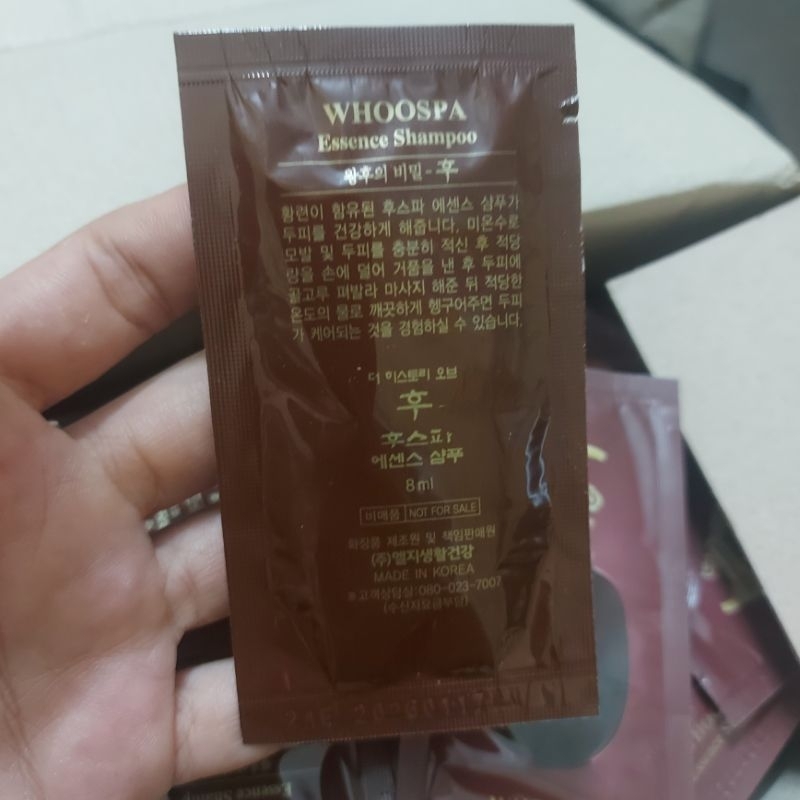 WHOOSPA
Essence Shampoo
왕후의 비밀-후
황련이 함유된 후스파 에센스 샴푸가
두피를 건강하게 해줍니다. 미온수로
모발 및 두피를 충분히 적신 후 적당
량을 손에 덜어 거품을 낸 후 두피에
골고루 펴발라 마사지 해준 뒤 적당한
온도의 물로 깨끗하게 헹구어주면 두피
가 케어되는 것을 경험하실 수 있습니다.
더 히스토리 오브
후
후스파
에센스 샴푸
8ml
비매품 NOT FOR SALE
화장품 제조원 및 책임판매원
(주)엘지생활건강
MADE IN KOREA
※고객상담실:080-023-7007
(수신자요금부담)
Essence Shamp